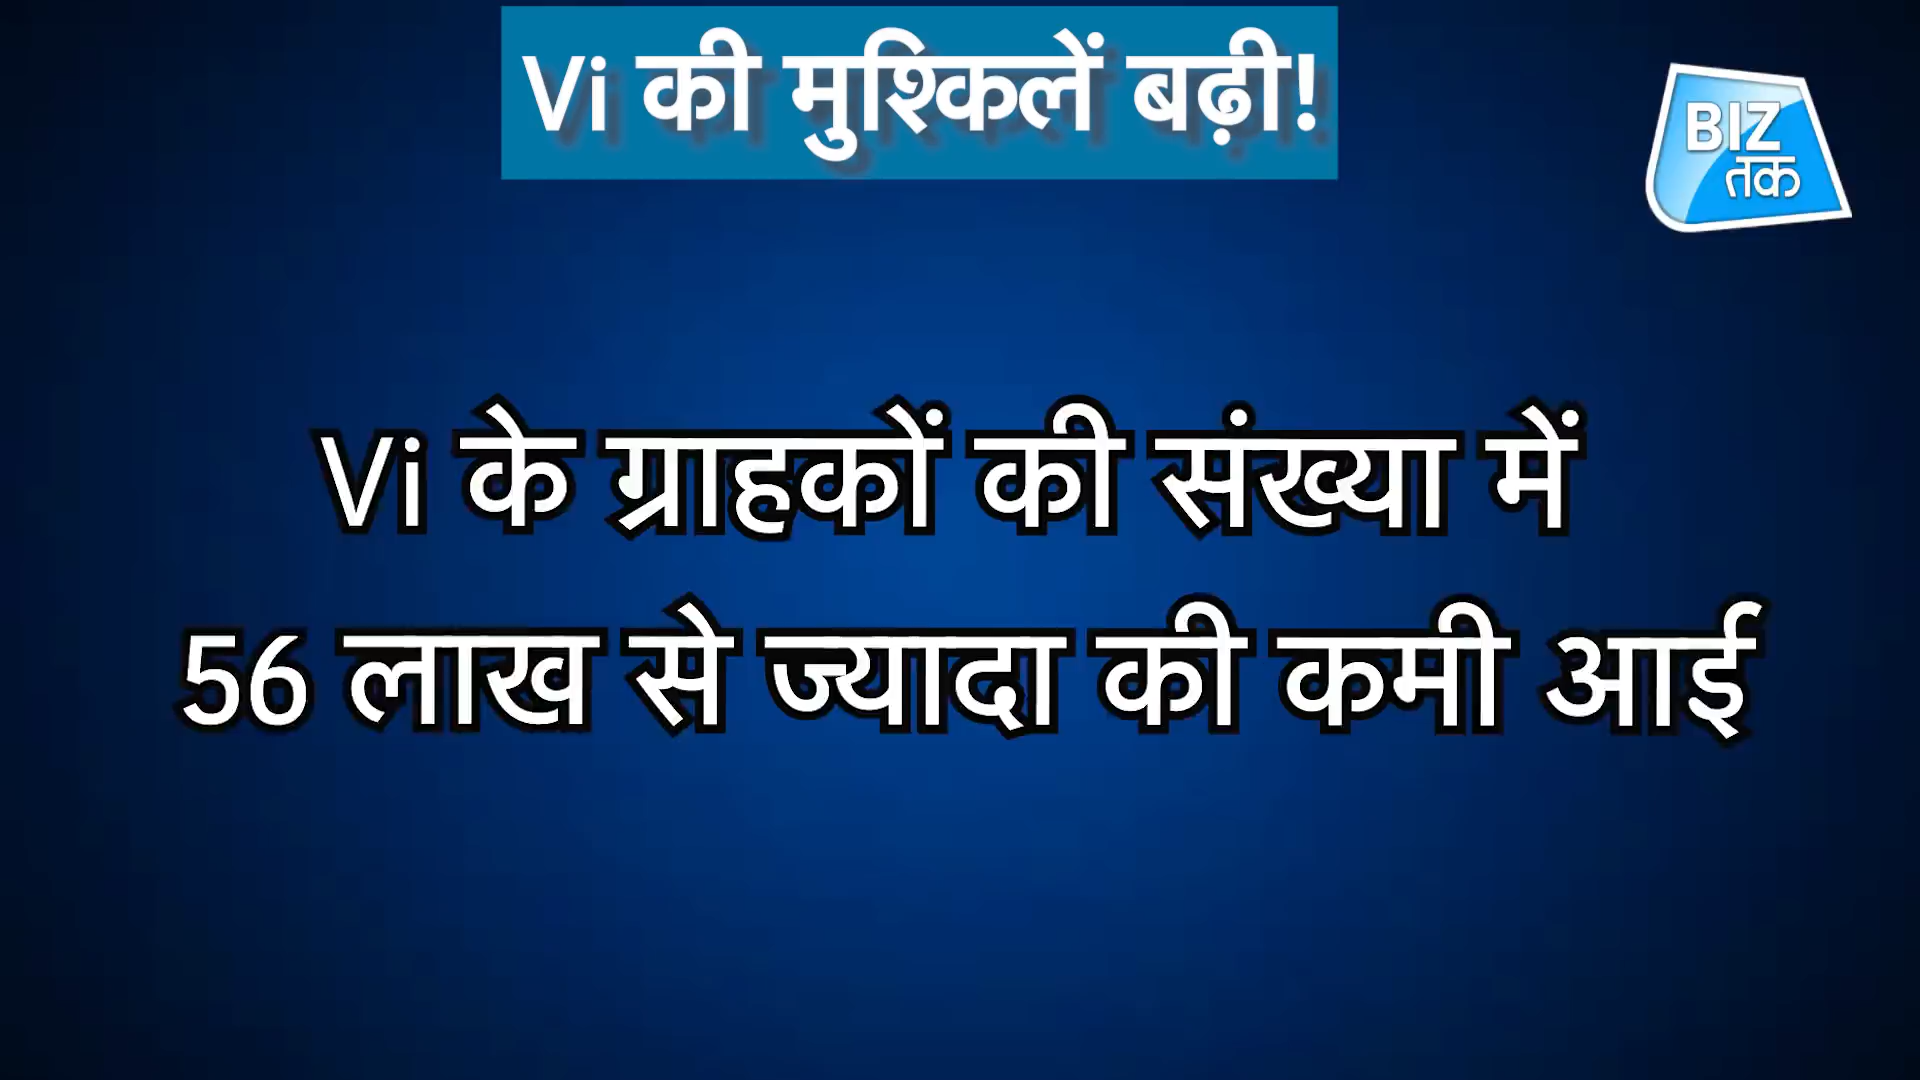 Vi की मुश्किलें बढ़ी!
BIZ
तक
Vi के ग्राहकों की संख्या में
56 लाख से ज्यादा की कमी आई